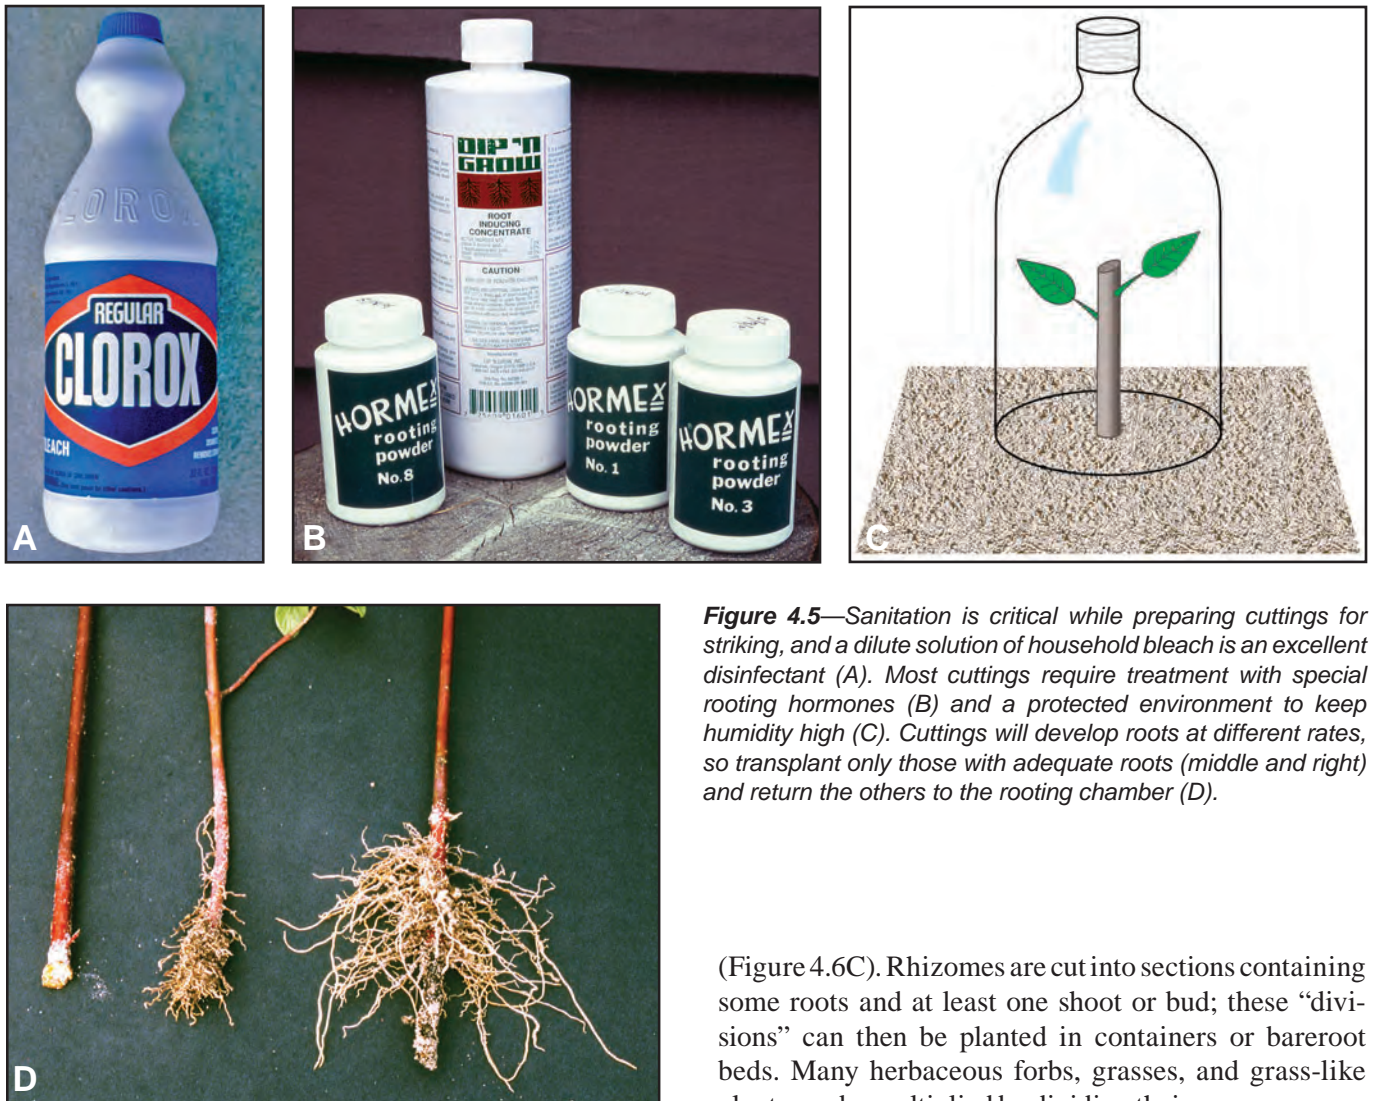 CLOROX
REGULAR
CLOROX
A
DIP 'N
GROW
ROOT
INDUCING
CONCENTRATE
CAUTION
HORMEX
rooting
powder
No. 8
HORMEX
rooting
powder
No. 1
HORMEX
rooting
powder
No. 3
B
C
D
Figure 4.5—Sanitation is critical while preparing cuttings for
striking, and a dilute solution of household bleach is an excellent
disinfectant (A). Most cuttings require treatment with special
rooting hormones (B) and a protected environment to keep
humidity high (C). Cuttings will develop roots at different rates,
so transplant only those with adequate roots (middle and right)
and return the others to the rooting chamber (D).
(Figure 4.6C). Rhizomes are cut into sections containing
some roots and at least one shoot or bud; these “divi-
sions” can then be planted in containers or bareroot
beds. Many herbaceous forbs, grasses, and grass-like